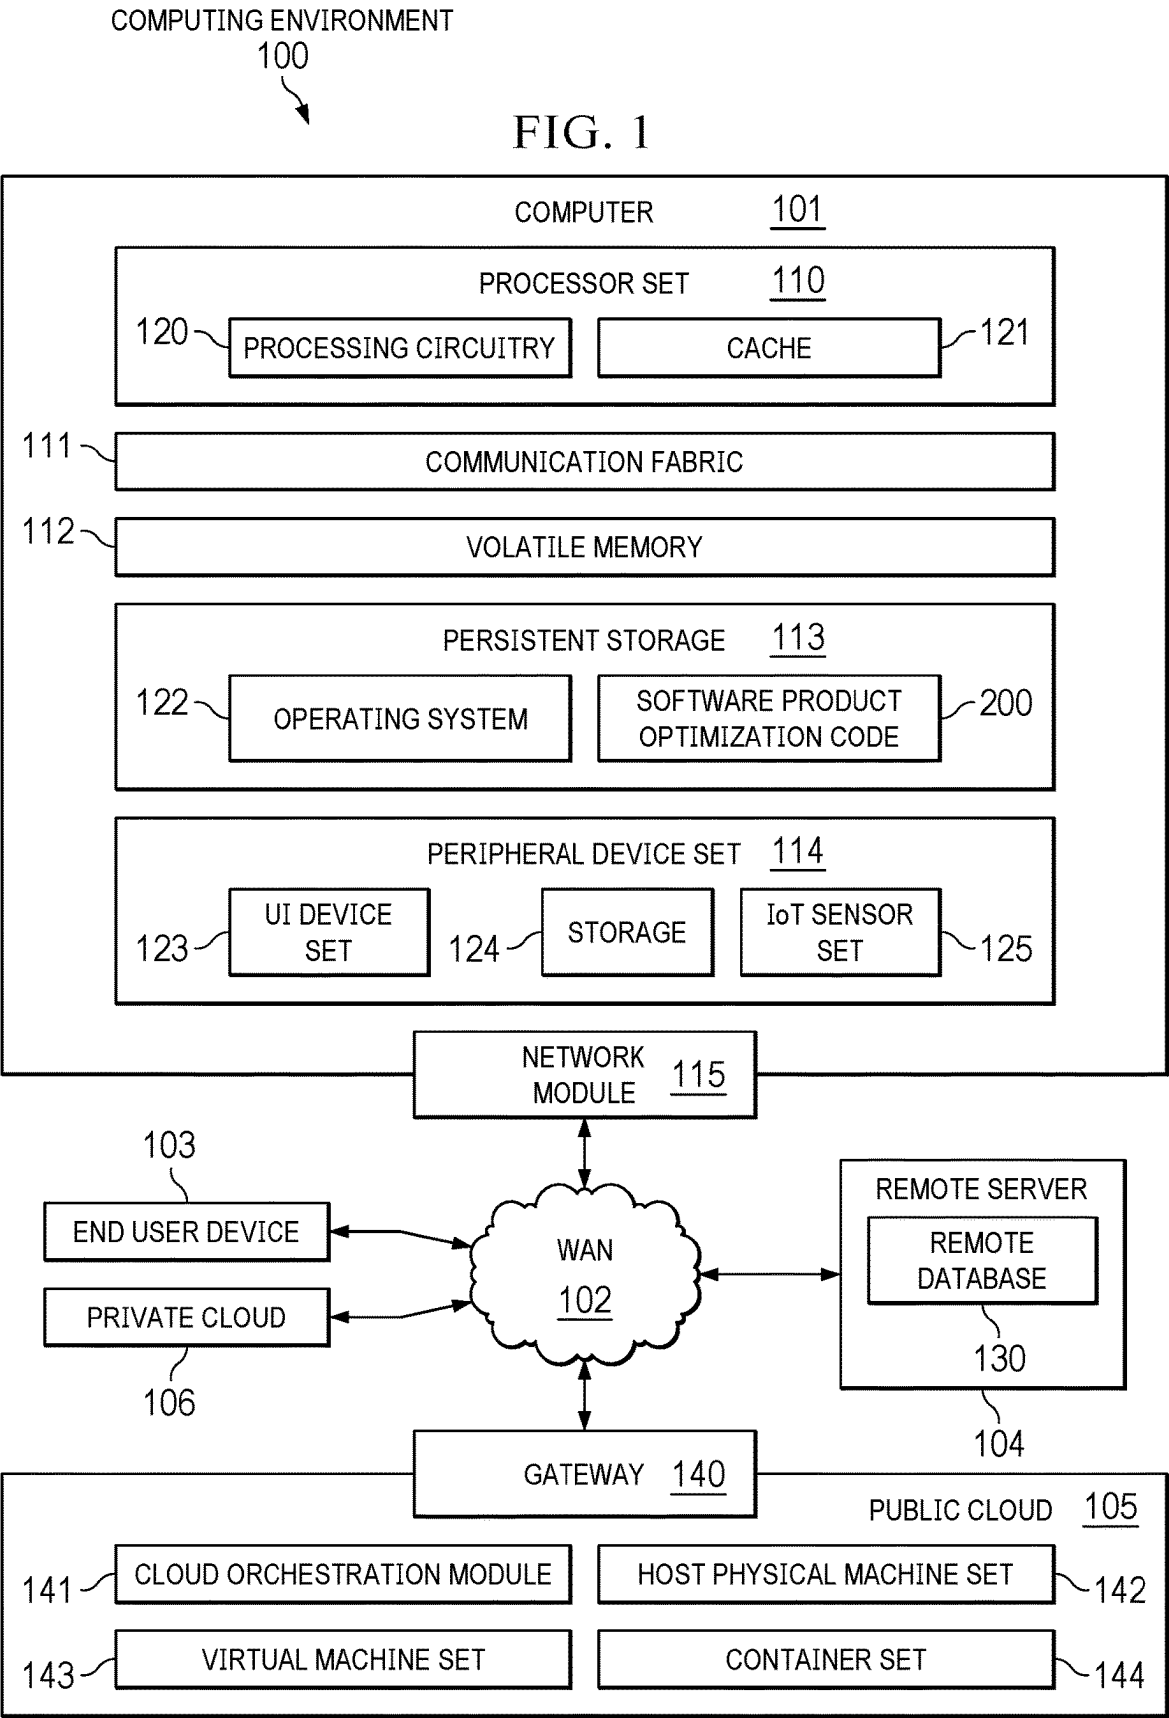 COMPUTING ENVIRONMENT
100
FIG. 1
COMPUTER 101
PROCESSOR SET 110
120 PROCESSING CIRCUITRY CACHE 121
111 COMMUNICATION FABRIC
112 VOLATILE MEMORY
PERSISTENT STORAGE 113
122 OPERATING SYSTEM
SOFTWARE PRODUCT
OPTIMIZATION CODE
200
PERIPHERAL DEVICE SET 114
123
UI DEVICE
SET
124 STORAGE
IoT SENSOR
SET
125
NETWORK
MODULE
115
103
END USER DEVICE
PRIVATE CLOUD
106
WAN
102
REMOTE SERVER
REMOTE
DATABASE
130
104
GATEWAY 140
PUBLIC CLOUD 105
141 CLOUD ORCHESTRATION MODULE HOST PHYSICAL MACHINE SET 142
143 VIRTUAL MACHINE SET CONTAINER SET 144